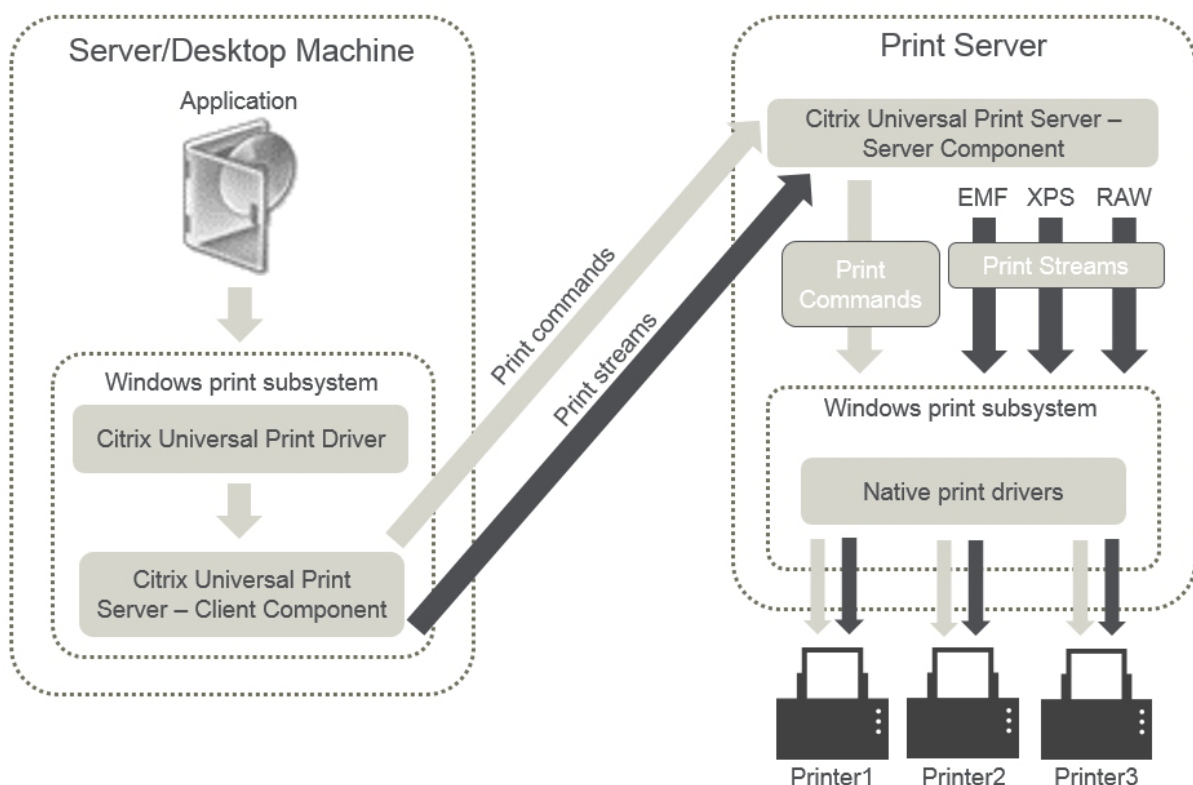 Server/Desktop Machine
Application
Windows print subsystem
Citrix Universal Print Driver
Citrix Universal Print
Server – Client Component
Print commands
Print streams
Print Server
Citrix Universal Print Server –
Server Component
EMF XPS RAW
Print
Commands
Print Streams
Windows print subsystem
Native print drivers
Printer1 Printer2 Printer3